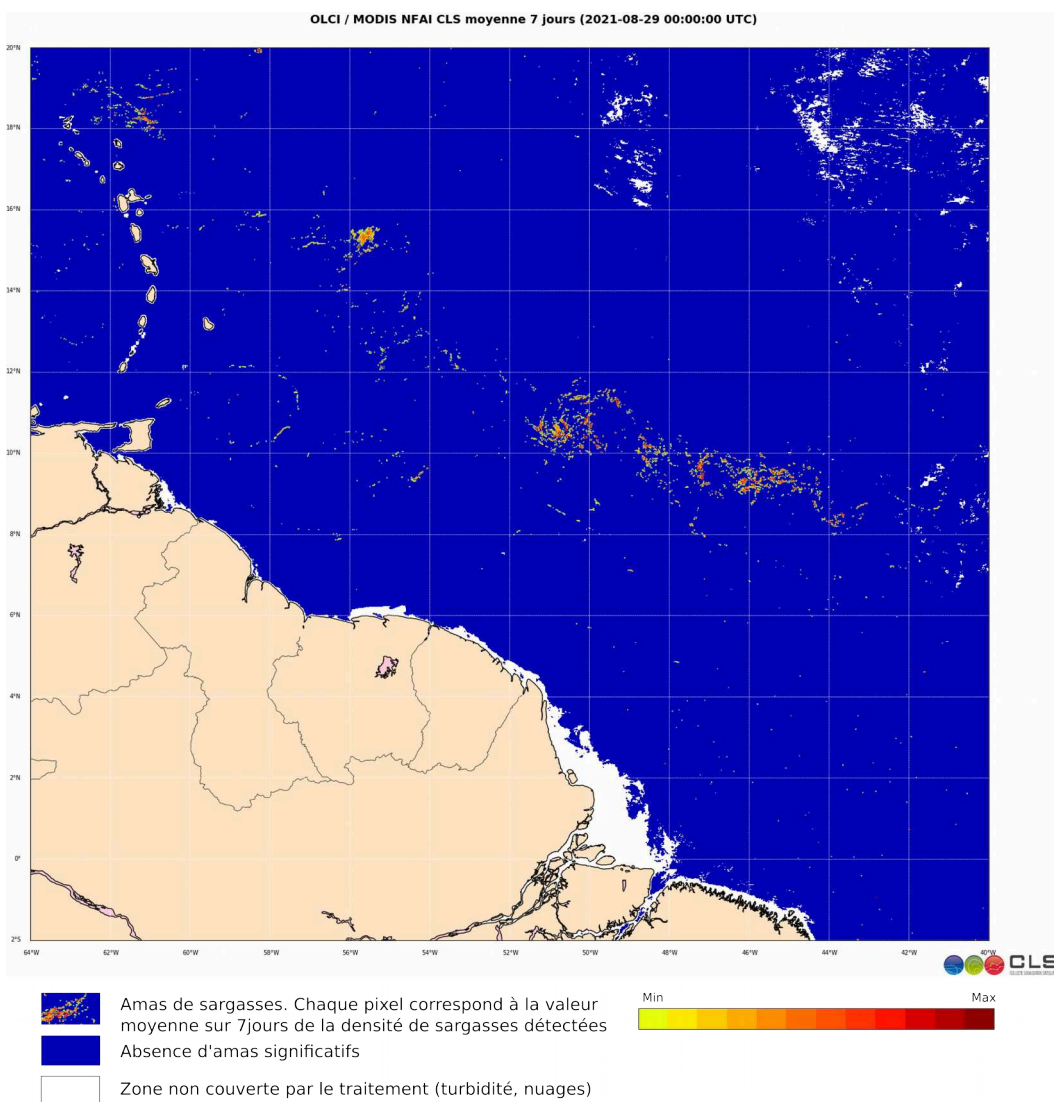 OLCI / MODIS NFAI CLS moyenne 7 jours (2021-08-29 00:00:00 UTC)
20°N
18°N
16°N
14°N
12°N
10°N
8°N
6°N
4°N
2°N
0°
2°S
64°W 62°W 60°W 58°W 56°W 54°W 52°W 50°W 48°W 46°W 44°W 42°W 40°W
CLS
Amas de sargasses. Chaque pixel correspond à la valeur
moyenne sur 7jours de la densité de sargasses détectées
Min Max
Absence d'amas significatifs
Zone non couverte par le traitement (turbidité, nuages)